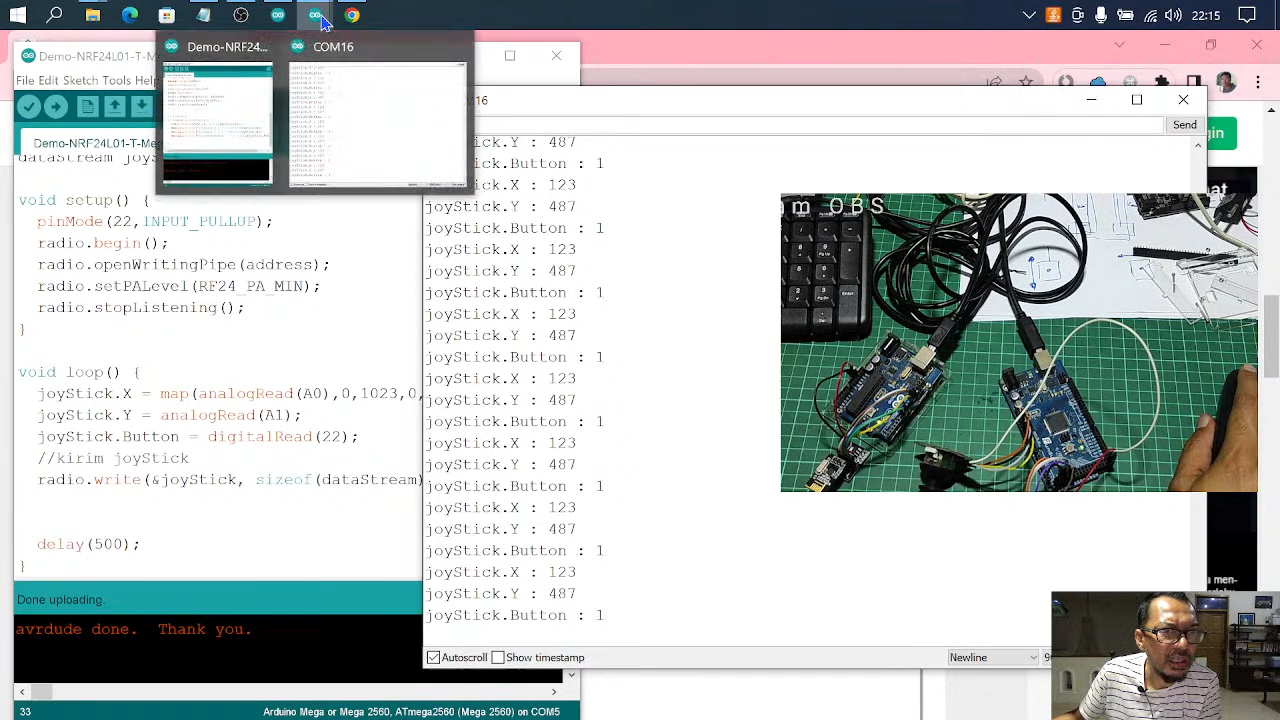 Demo-NRF24L01-T-Me
File Edit Sketch Tools
Demo-NRF24...
COM16
16
Demo-NRF24L01-T-Me
void setup() {
pinMode(22,INPUT_PULLUP);
radio.begin();
radio.openWritingPipe(address);
radio.setPALevel(RF24_PA_MIN);
radio.stopListening();
}
void loop() {
joyStick.X = map(analogRead(A0),0,1023,0,
joyStick.Y = analogRead(A1);
joyStick.Button = digitalRead(22);
//kirim joyStick
radio.write(&joyStick, sizeof(dataStream)
delay(500);
}
Done uploading.
avrdude done.  Thank you.
33
Arduino Mega or Mega 2560, ATmega2560 (Mega 2560) on COM5
joyStick.Y : 487
joyStick.Button : 1
joyStick.X : 123
joyStick.Y : 487
joyStick.Button : 1
joyStick.X : 123
joyStick.Y : 487
joyStick.Button : 1
joyStick.X : 123
joyStick.Y : 487
joyStick.Button : 1
joyStick.X : 123
joyStick.Y : 487
joyStick.Button : 1
joyStick.X : 123
joyStick.Y : 487
joyStick.Button : 1
joyStick.X : 123
joyStick.Y : 487
joyStick.Button : 1
joyStick.X : 123
joyStick.Y : 487
joyStick.Button : 1
Autoscroll
Show timestamp
Newline
9
OBS
a men-